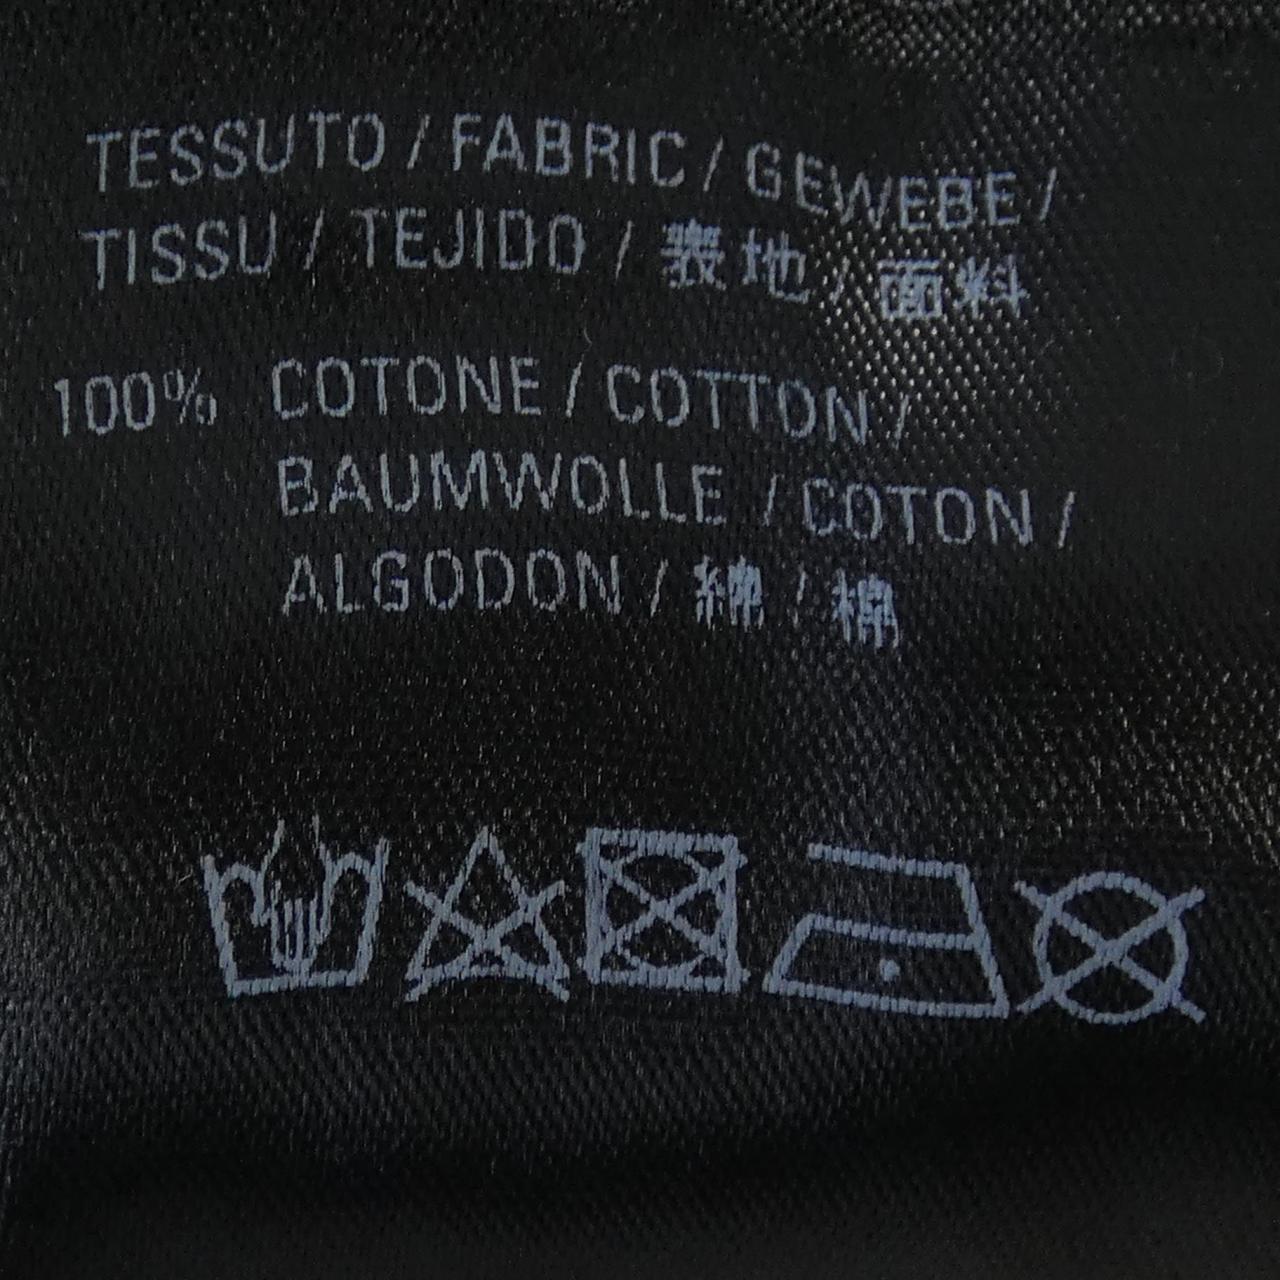 TESSUTO / FABRIC / GEWEBE /
TISSU / TEJIDO / 表地 / 面料
100% COTONE / COTTON /
BAUMWOLLE / COTON /
ALGODON / 綿 / 棉